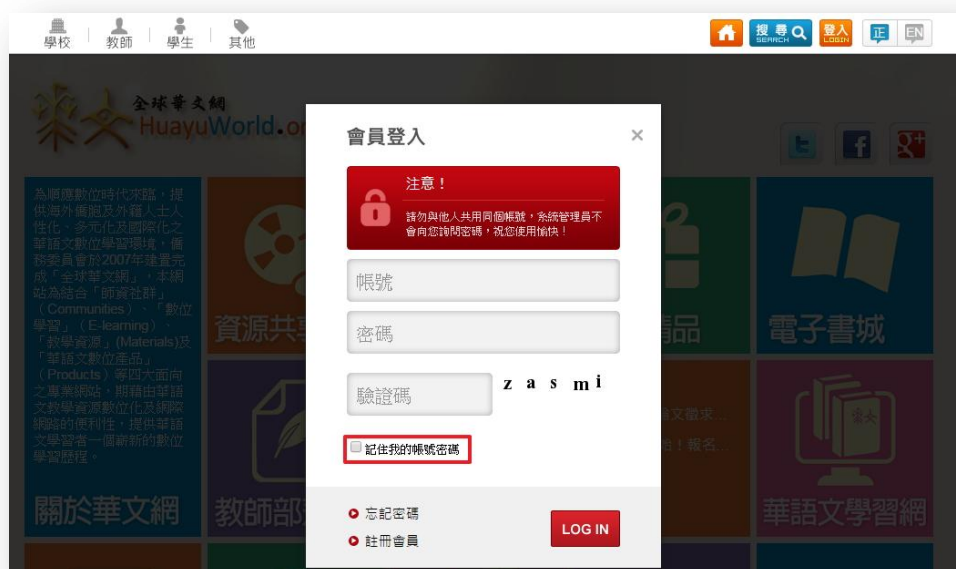 學校
教師
學生
其他
搜 尋
SEARCH
登入
LOGIN
正
EN
全球華文網
HuayuWorld.or
會員登入
注意！
請勿與他人共用同個帳號，系統管理員不
會向您詢問密碼，祝您使用愉快！
帳號
密碼
驗證碼
z a s m i
記住我的帳號密碼
忘記密碼
註冊會員
LOG IN
為順應數位時代來臨，提
供海外僑胞及外籍人士人
性化、多元化及國際化之
華語文數位學習環境，僑
務委員會於2007年建置完
成「全球華文網」，本網
站為結合「師資社群」
（Communities）、「數位
學習」（E-learning）、
「教學資源」(Materials)及
「華語文數位產品」
（Products）等四大面向
之專業網站，期藉由華語
文教學資源數位化及網際
網路的便利性，提供華語
文學習者一個嶄新的數位
學習歷程。
關於華文網
資源共享
品
電子書城
教師部
論文徵求...
！報名...
華語文學習網